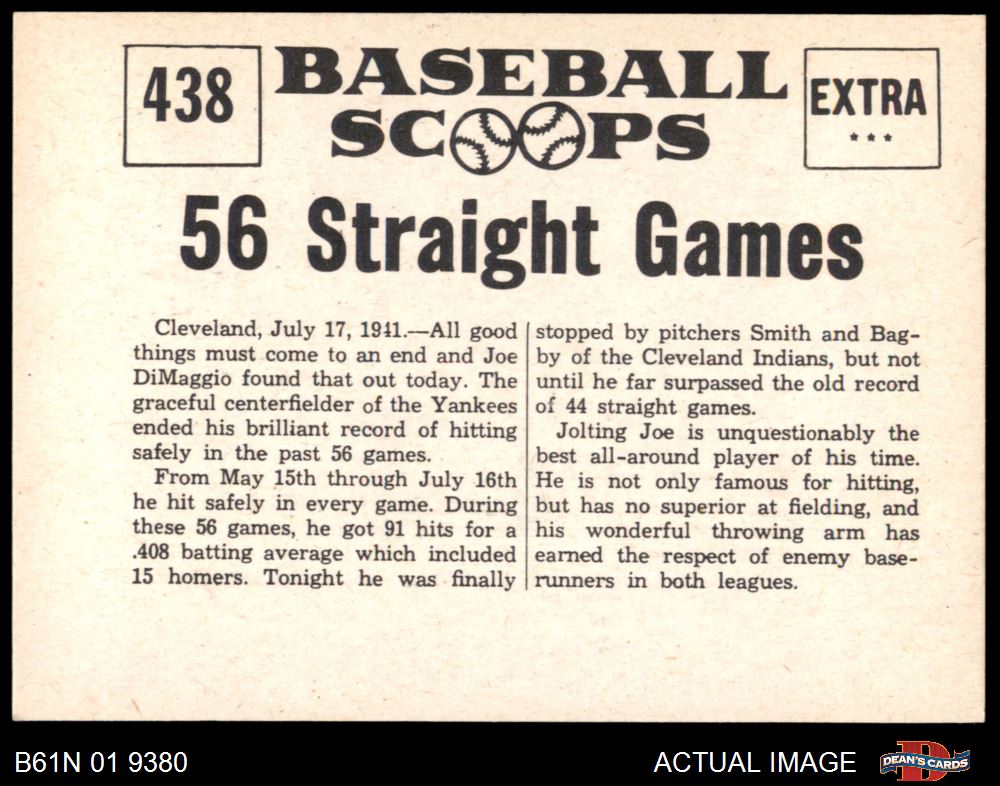 438
BASEBALL
SCOOPS
EXTRA
***
56 Straight Games
Cleveland, July 17, 1941.—All good
things must come to an end and Joe
DiMaggio found that out today. The
graceful centerfielder of the Yankees
ended his brilliant record of hitting
safely in the past 56 games.
From May 15th through July 16th
he hit safely in every game. During
these 56 games, he got 91 hits for a
.408 batting average which included
15 homers. Tonight he was finally
stopped by pitchers Smith and Bag-
by of the Cleveland Indians, but not
until he far surpassed the old record
of 44 straight games.
Jolting Joe is unquestionably the
best all-around player of his time.
He is not only famous for hitting,
but has no superior at fielding, and
his wonderful throwing arm has
earned the respect of enemy base-
runners in both leagues.
B61N 01 9380
ACTUAL IMAGE
D
DEAN'S CARDS